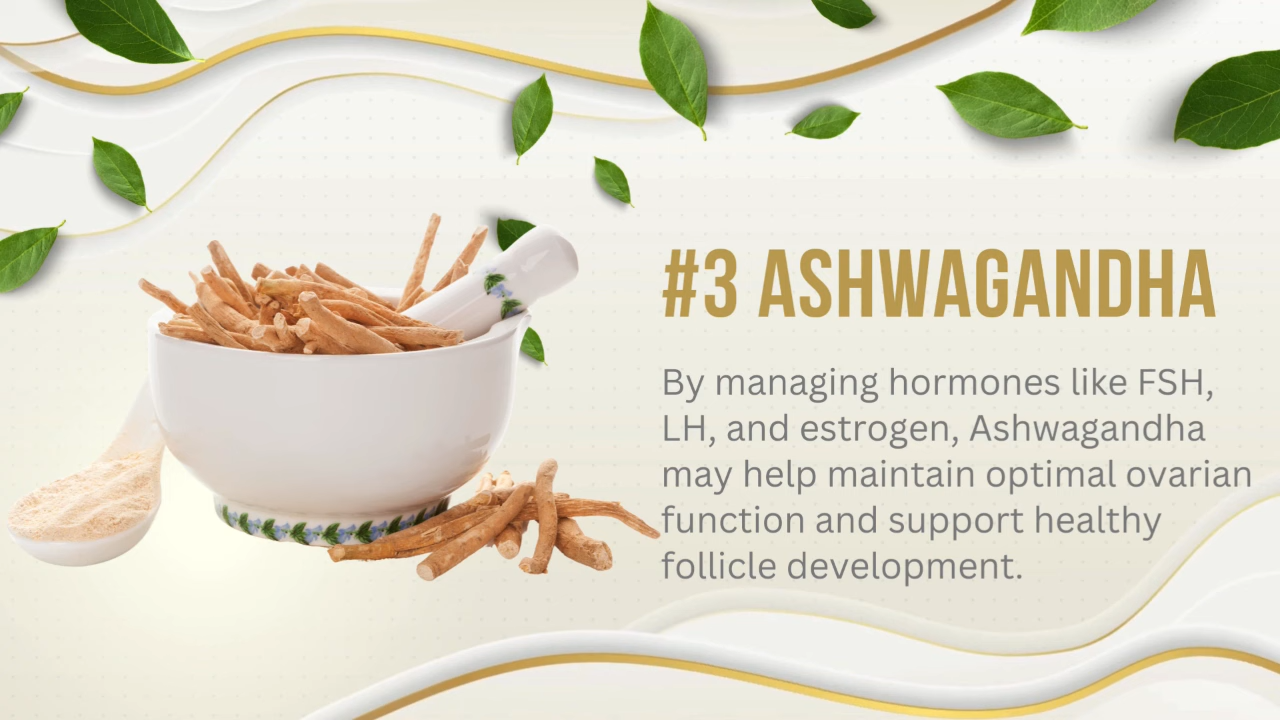 #3 ASHWAGANDHA
By managing hormones like FSH,
LH, and estrogen, Ashwagandha
may help maintain optimal ovarian
function and support healthy
follicle development.